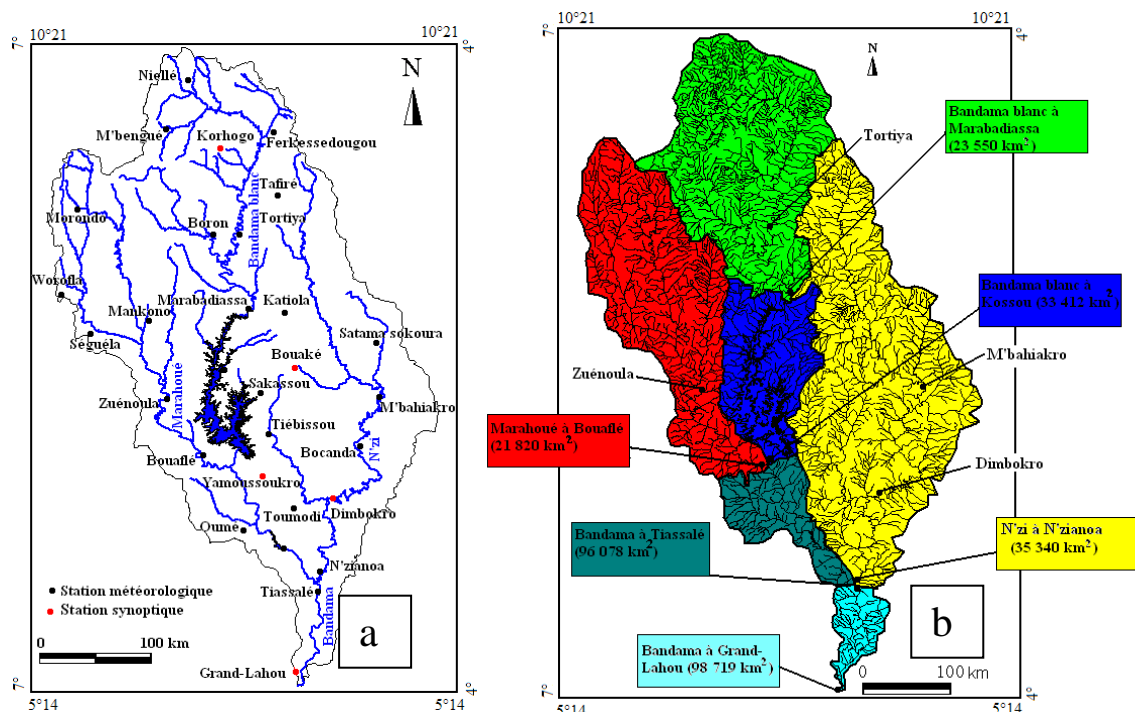 10°21
10°21
7°
4°
N
Niellé
M'bengué
Korhogo
Ferkessedougou
Bandama blanc
Tafiré
Morondo
Boron
Tortiya
Worofla
Mankono
Marabadiassa
Katiola
Séguéla
Satama sokoura
Bouaké
Marahoué
Sakassou
Zuénoula
M'bahiakro
Tiébissou
N'zi
Bocanda
Bouaflé
Yamoussoukro
Dimbokro
Toumodi
Oumé
N'zianoa
Station météorologique
Tiassalé
Station synoptique
Bandama
0
100 km
a
Grand-Lahou
7°
4°
5°14
5°14
10°21
10°21
7°
4°
N
Bandama blanc à
Marabadiassa
(23 550 km²)
Tortiya
Bandama blanc à
Kossou (33 412 km²)
M'bahiakro
Zuénoula
Marahoué à Bouaflé
(21 820 km²)
Dimbokro
Bandama à Tiassalé
(96 078 km²)
N'zi à N'zianoa
(35 340 km²)
Bandama à Grand-
Lahou (98 719 km²)
b
0
100 km
7°
4°
5°14
5°14